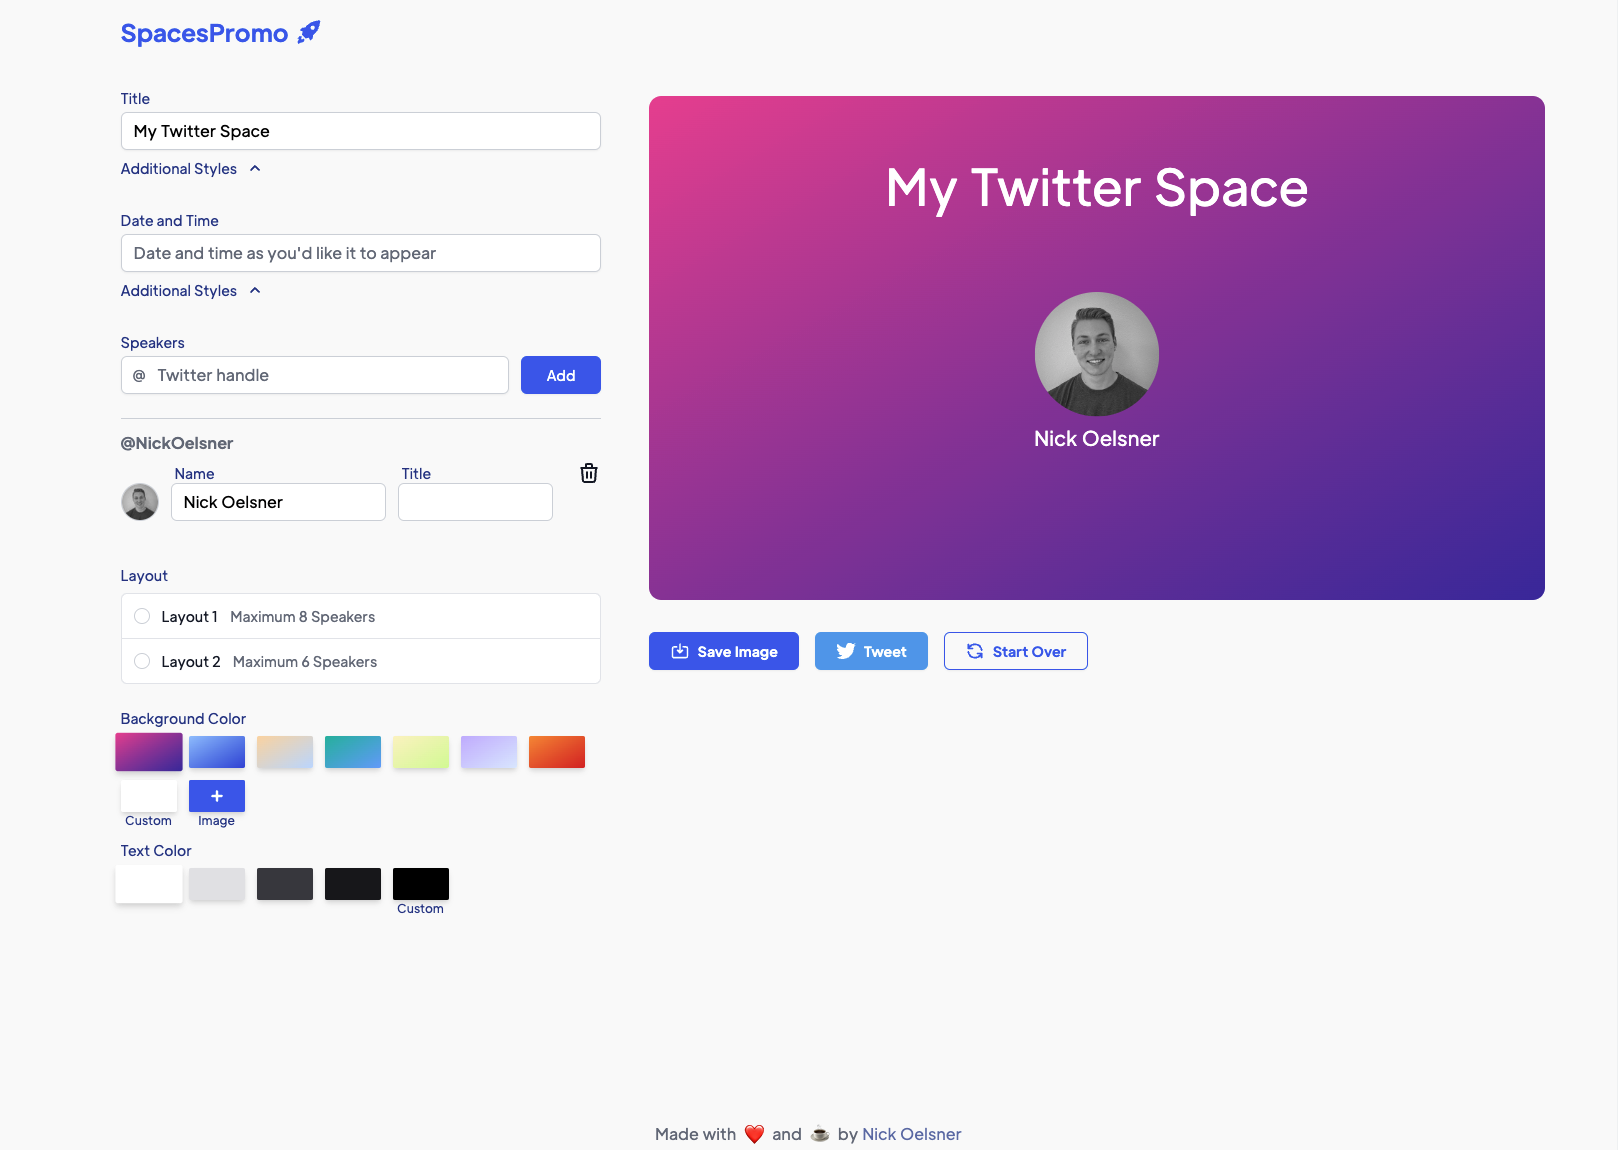 SpacesPromo
Title
My Twitter Space
Additional Styles
Date and Time
Date and time as you'd like it to appear
Additional Styles
Speakers
@ Twitter handle
Add
@NickOelsner
Name
Title
Nick Oelsner
Layout
Layout 1 Maximum 8 Speakers
Layout 2 Maximum 6 Speakers
Background Color
+
Custom
Image
Text Color
Custom
My Twitter Space
Nick Oelsner
Save Image
Tweet
Start Over
Made with ❤️ and ☕ by Nick Oelsner